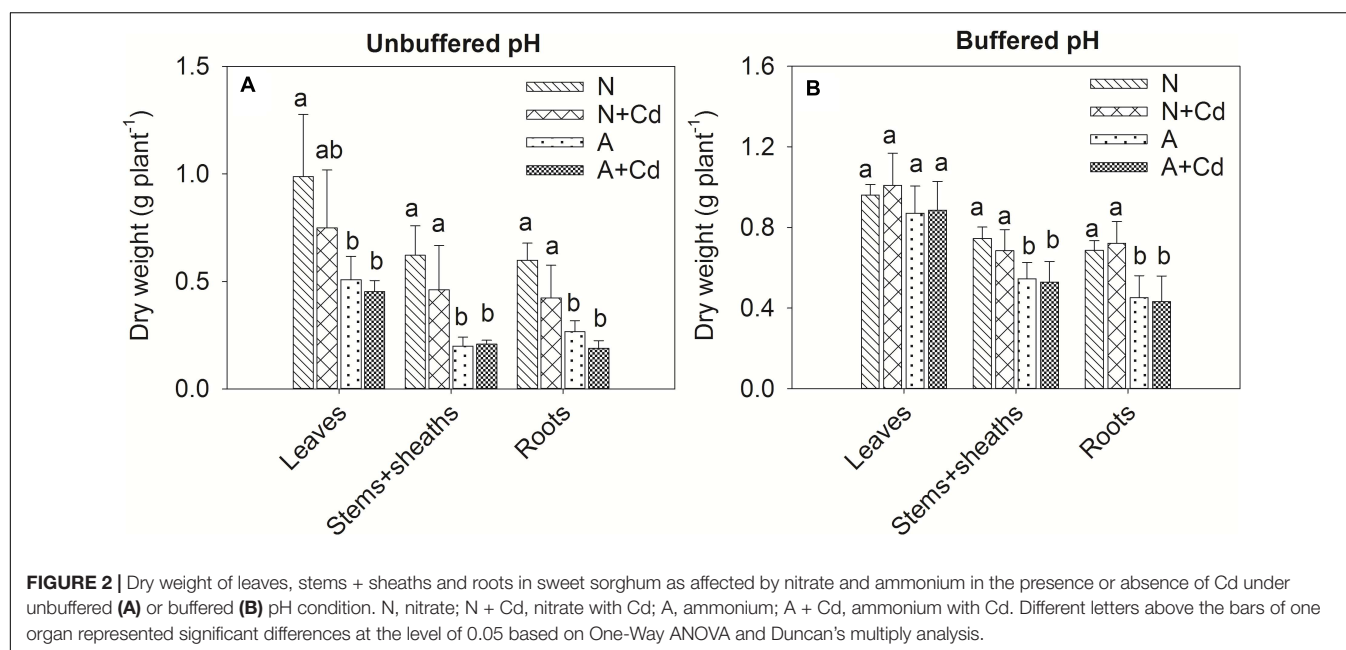 Unbuffered pH
A
N
N+Cd
A
A+Cd
Dry weight (g plant⁻¹)
1.5
1.0
0.5
0.0
a
ab
b
b
a
a
b
b
a
a
b
b
Leaves
Stems+sheaths
Roots
Buffered pH
B
N
N+Cd
A
A+Cd
Dry weight (g plant⁻¹)
1.6
1.2
0.8
0.4
0.0
a
a
a
a
a
a
b
b
a
a
b
b
Leaves
Stems+sheaths
Roots
FIGURE 2 | Dry weight of leaves, stems + sheaths and roots in sweet sorghum as affected by nitrate and ammonium in the presence or absence of Cd under
unbuffered (A) or buffered (B) pH condition. N, nitrate; N + Cd, nitrate with Cd; A, ammonium; A + Cd, ammonium with Cd. Different letters above the bars of one
organ represented significant differences at the level of 0.05 based on One-Way ANOVA and Duncan's multiply analysis.